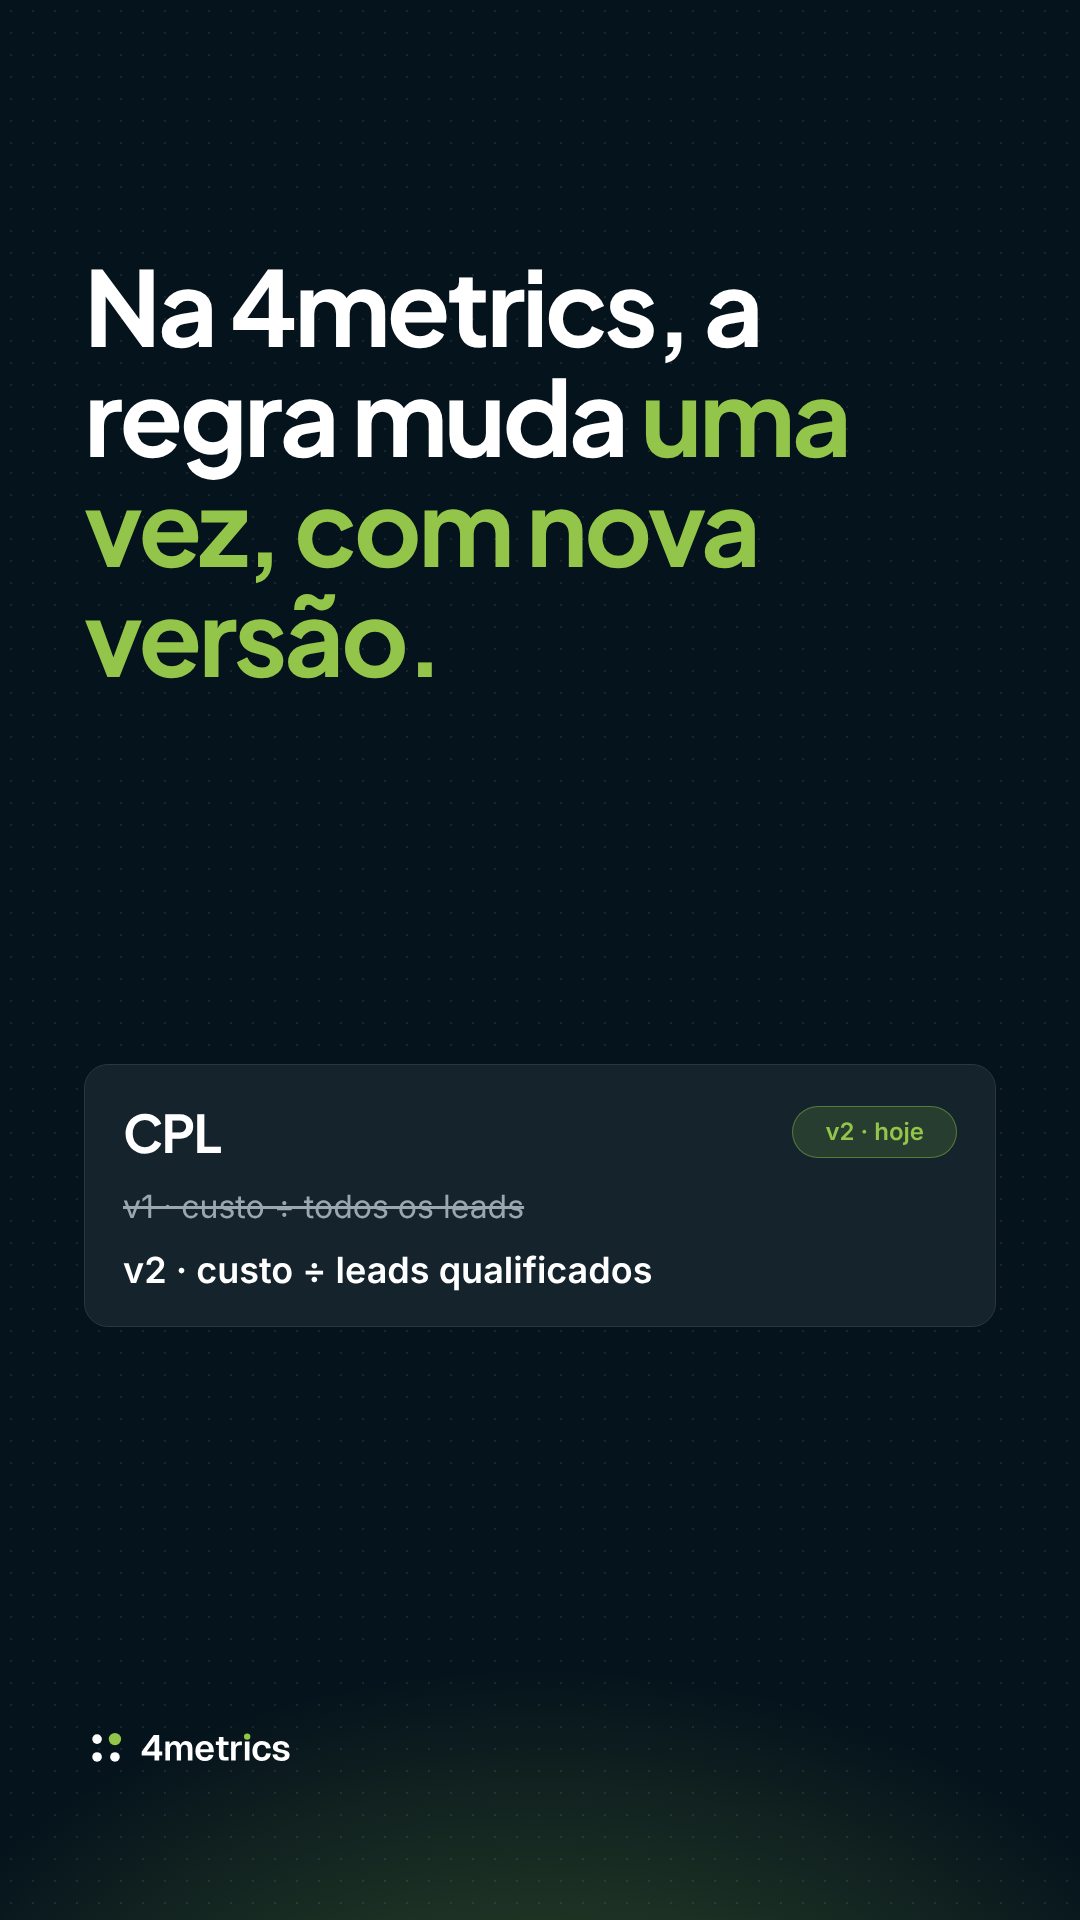 Na 4metrics, a
regra muda uma
vez, com nova
versão.
CPL
v2 · hoje
v1 · custo ÷ todos os leads
v2 · custo ÷ leads qualificados
4metrics